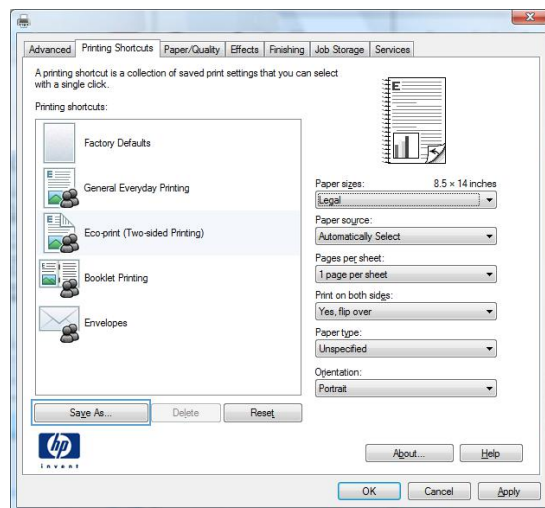 Advanced Printing Shortcuts Paper/Quality Effects Finishing Job Storage Services
A printing shortcut is a collection of saved print settings that you can select
with a single click.
Printing shortcuts:
Factory Defaults
General Everyday Printing
Eco-print (Two-sided Printing)
Booklet Printing
Envelopes
Save As... Delete Reset
E
Paper sizes: 8.5 × 14 inches
Legal
Paper source:
Automatically Select
Pages per sheet:
1 page per sheet
Print on both sides:
Yes, flip over
Paper type:
Unspecified
Orientation:
Portrait
hp
invent
About... Help
OK Cancel Apply